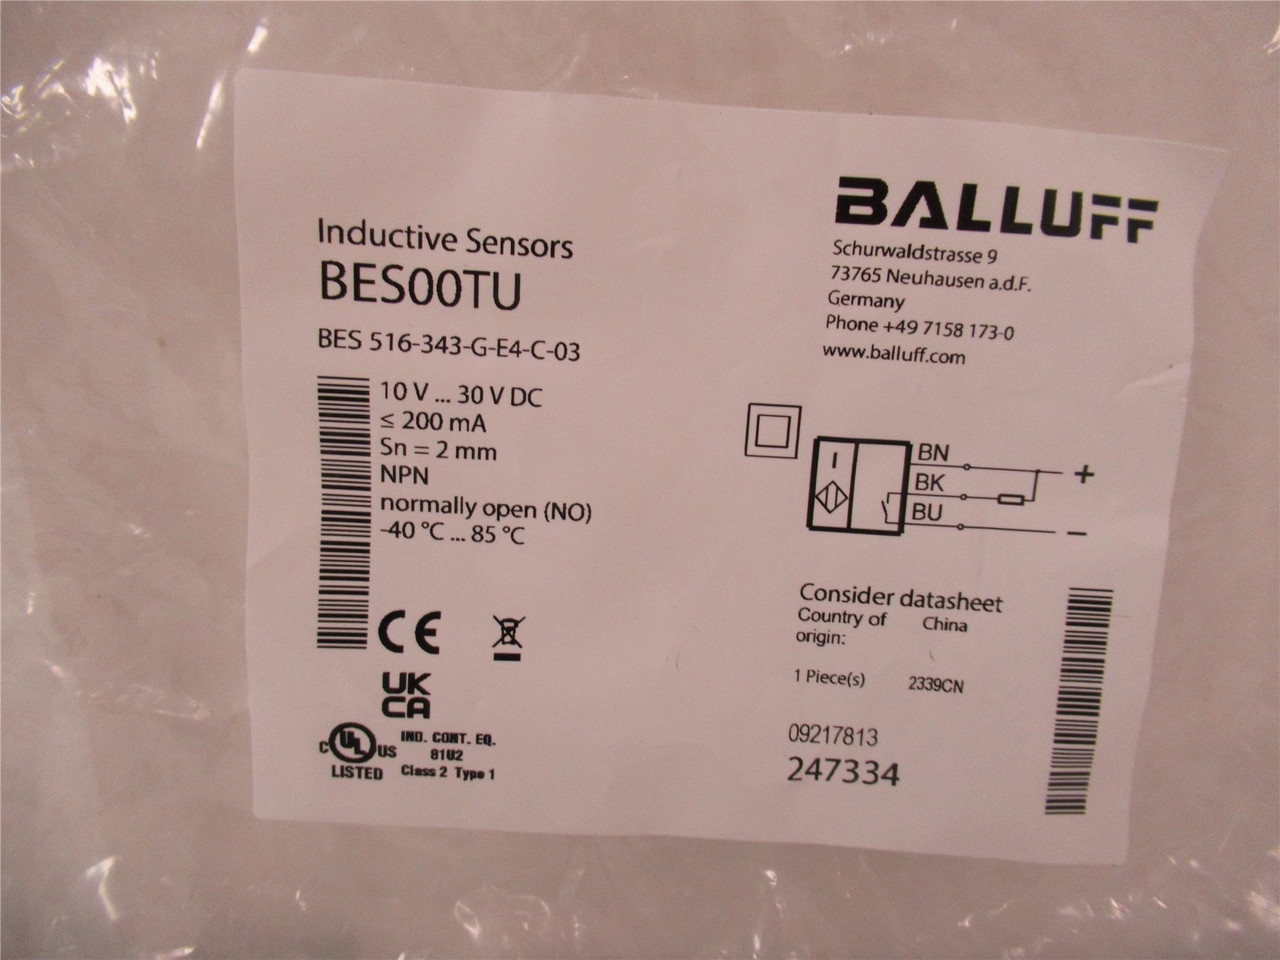 Inductive Sensors
BES00TU
BES 516-343-G-E4-C-03
10 V ... 30 V DC
≤ 200 mA
Sn = 2 mm
NPN
normally open (NO)
-40 °C ... 85 °C
CE
UK
CA
C UL US
LISTED
IND. CONT. EQ.
81U2
Class 2 Type 1
BALLUFF
Schurwaldstrasse 9
73765 Neuhausen a.d.F.
Germany
Phone +49 7158 173-0
www.balluff.com
BN
+
BK
BU
−
Consider datasheet
Country of China
origin:
1 Piece(s) 2339CN
09217813
247334